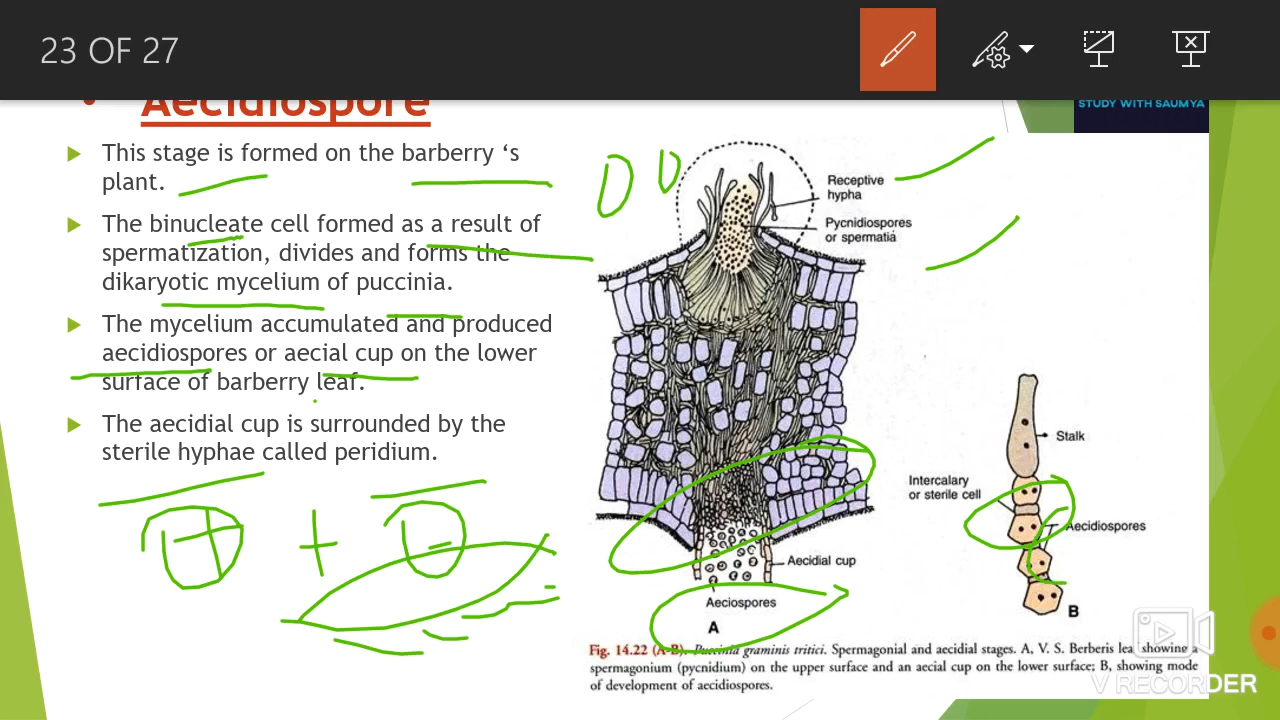 23 OF 27
• Aecidiospore
STUDY WITH SAUMYA
This stage is formed on the barberry ‘s
plant.
The binucleate cell formed as a result of
spermatization, divides and forms the
dikaryotic mycelium of puccinia.
The mycelium accumulated and produced
aecidiospores or aecial cup on the lower
surface of barberry leaf.
The aecidial cup is surrounded by the
sterile hyphae called peridium.
Receptive
hypha
Pycnidiospores
or spermatia
Stalk
Intercalary
or sterile cell
Aecidiospores
Aecidial cup
Aeciospores
A
B
Fig. 14.22 (A-B). Puccinia graminis tritici. Spermagonial and aecidial stages. A, V. S. Berberis leaf showing a
spermagonium (pycnidium) on the upper surface and an aecial cup on the lower surface; B, showing mode
of development of aecidiospores.
V RECORDER